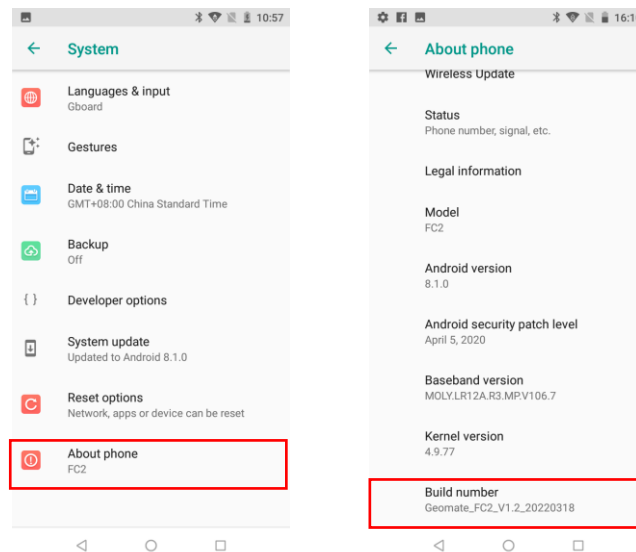 10:57
System
Languages & input
Gboard
Gestures
Date & time
GMT+08:00 China Standard Time
Backup
Off
{ }
Developer options
System update
Updated to Android 8.1.0
Reset options
Network, apps or device can be reset
About phone
FC2
16:1
About phone
Wireless Update
Status
Phone number, signal, etc.
Legal information
Model
FC2
Android version
8.1.0
Android security patch level
April 5, 2020
Baseband version
MOLY.LR12A.R3.MP.V106.7
Kernel version
4.9.77
Build number
Geomate_FC2_V1.2_20220318